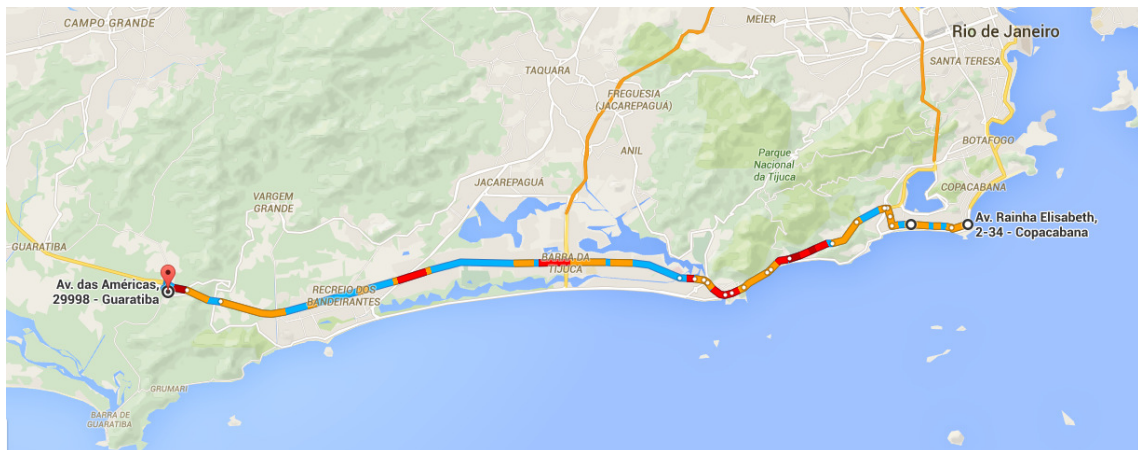 CAMPO GRANDE
MEIER
Rio de Janeiro
SANTA TERESA
TAQUARA
FREGUESIA
(JACAREPAGUÁ)
BOTAFOGO
ANIL
Parque
Nacional
da Tijuca
JACAREPAGUÁ
COPACABANA
VARGEM
GRANDE
Av. Rainha Elisabeth,
2-34 - Copacabana
GUARATIBA
BARRA DA
TIJUCA
Av. das Américas,
29998 - Guaratiba
RECREIO DOS
BANDEIRANTES
GRUMARI
BARRA DE
GUARATIBA